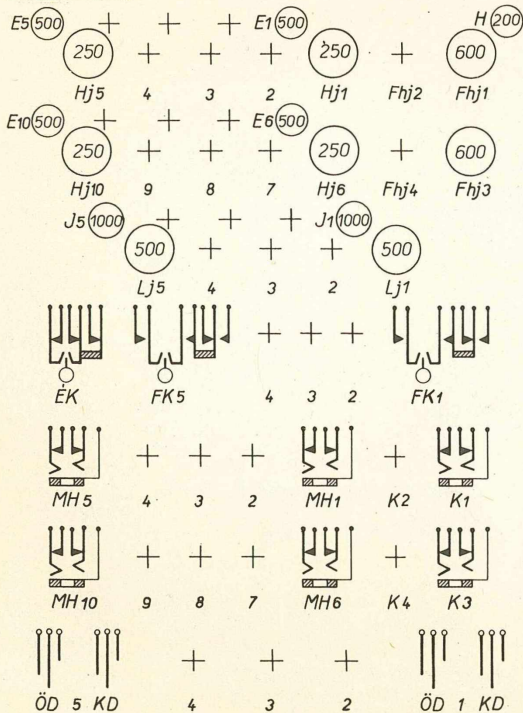 E5 500 E1 500 H 200
250 250 600
Hj5 4 3 2 Hj1 Fhj2 Fhj1
E10 500 E6 500
250 250 600
Hj10 9 8 7 Hj6 Fhj4 Fhj3
J5 1000 J1 1000
500 500
Lj5 4 3 2 Lj1
ÉK FK5 4 3 2 FK1
MH5 4 3 2 MH1 K2 K1
MH10 9 8 7 MH6 K4 K3
ÖD 5 KD 4 3 2 ÖD 1 KD